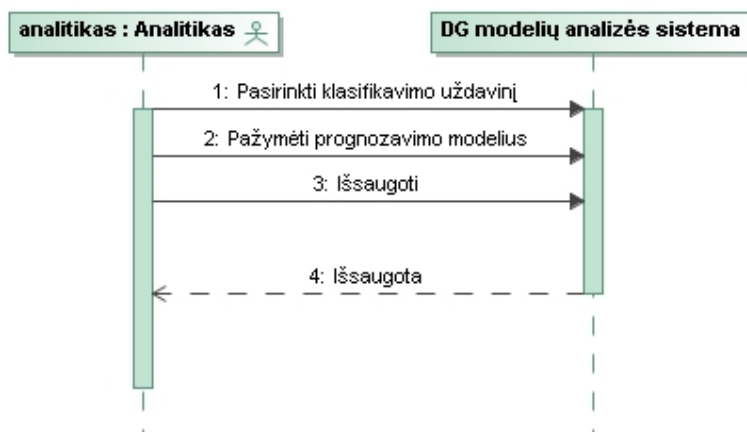 analitikas : Analitikas
DG modelių analizės sistema
1: Pasirinkti klasifikavimo uždavinį
2: Pažymėti prognozavimo modelius
3: Išsaugoti
4: Išsaugota